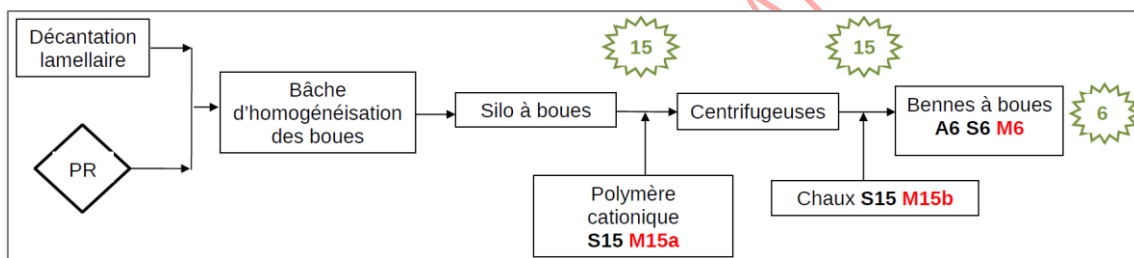 Décantation
lamellaire
PR
Bâche
d’homogénéisation
des boues
Silo à boues
15
Polymère
cationique
S15 M15a
Centrifugeuses
15
Chaux S15 M15b
Bennes à boues
A6 S6 M6
6